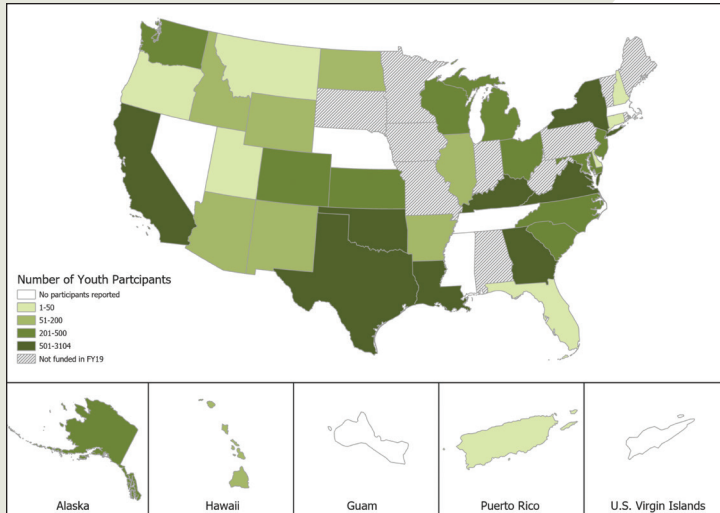 Number of Youth Partcipants
No participants reported
1-50
51-200
201-500
501-3104
Not funded in FY19
Alaska
Hawaii
Guam
Puerto Rico
U.S. Virgin Islands